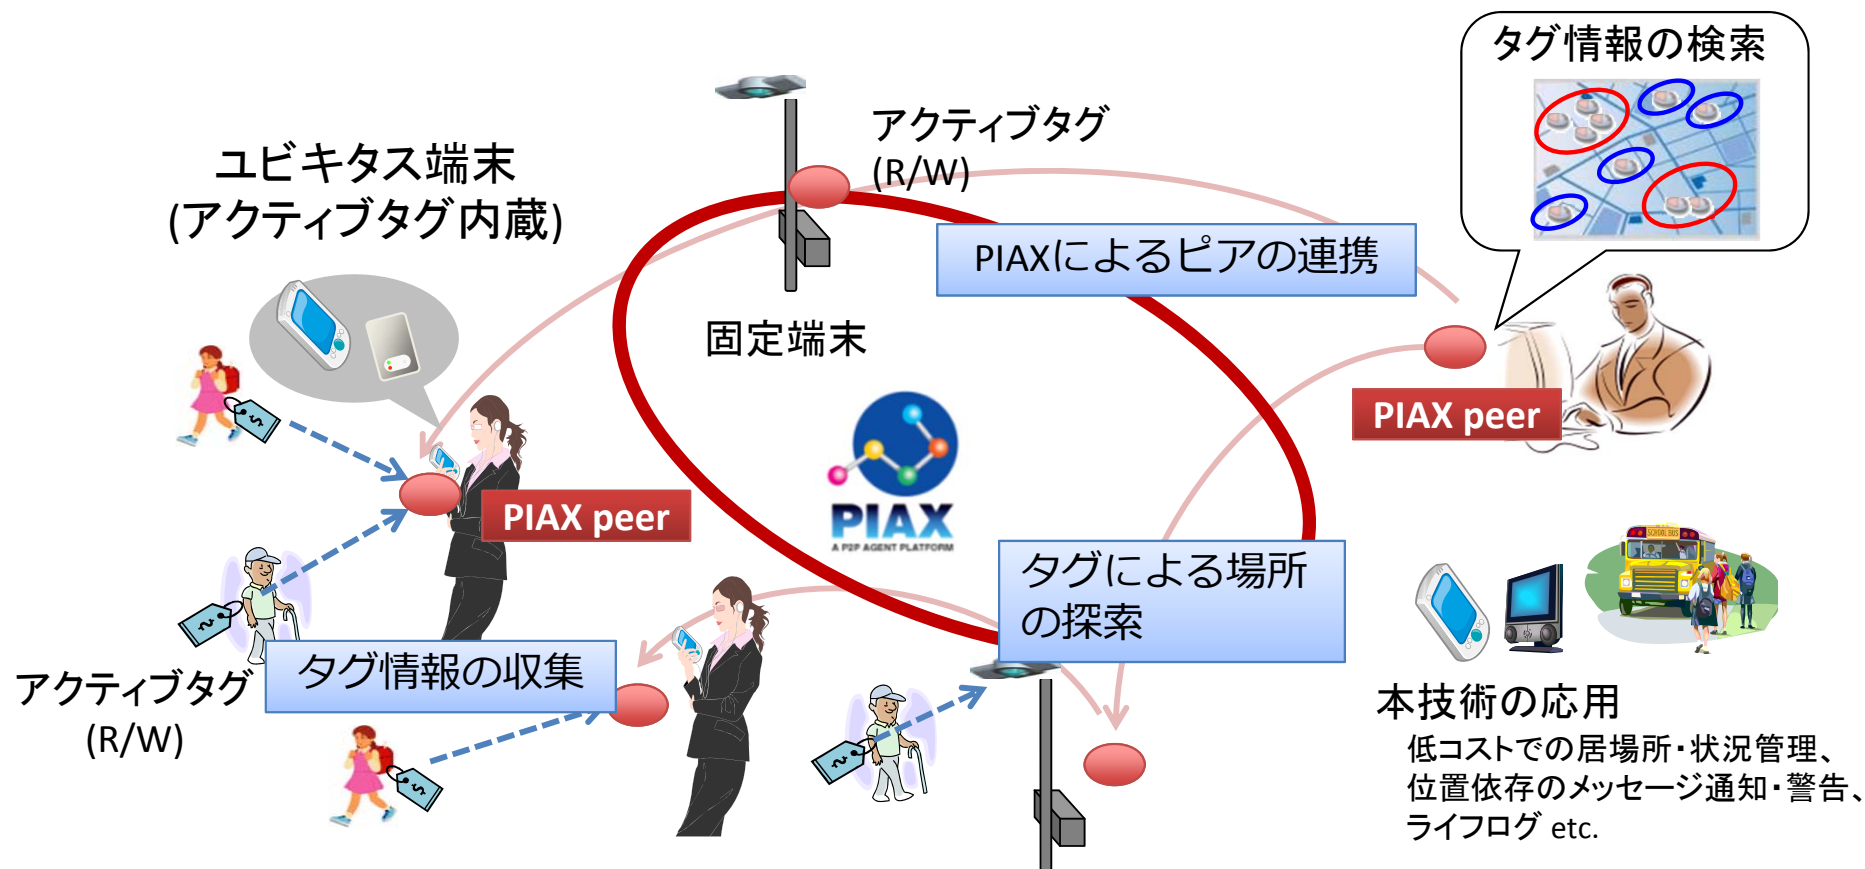 タグ情報の検索
アクティブタグ
(R/W)
ユビキタス端末
(アクティブタグ内蔵)
PIAXによるピアの連携
固定端末
PIAX peer
PIAX
A P2P AGENT PLATFORM
PIAX peer
SCHOOL BUS
タグによる場所
の探索
タグ情報の収集
アクティブタグ
(R/W)
本技術の応用
低コストでの居場所・状況管理、
位置依存のメッセージ通知・警告、
ライフログ etc.